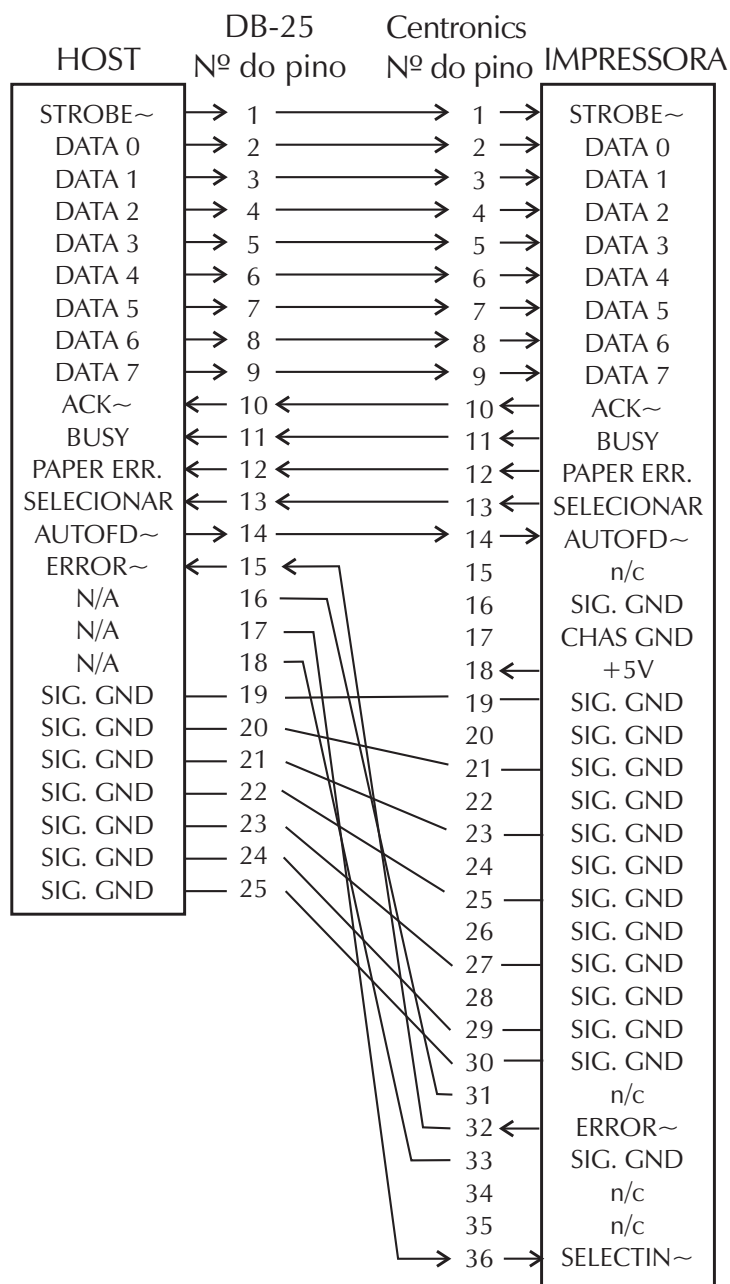 DB-25 Centronics
HOST Nº do pino Nº do pino IMPRESSORA
STROBE~ 1 1 STROBE~
DATA 0 2 2 DATA 0
DATA 1 3 3 DATA 1
DATA 2 4 4 DATA 2
DATA 3 5 5 DATA 3
DATA 4 6 6 DATA 4
DATA 5 7 7 DATA 5
DATA 6 8 8 DATA 6
DATA 7 9 9 DATA 7
ACK~ 10 10 ACK~
BUSY 11 11 BUSY
PAPER ERR. 12 12 PAPER ERR.
SELECIONAR 13 13 SELECIONAR
AUTOFD~ 14 14 AUTOFD~
ERROR~ 15 15 n/c
N/A 16 16 SIG. GND
N/A 17 17 CHAS GND
N/A 18 18 +5V
SIG. GND 19 19 SIG. GND
SIG. GND 20 20 SIG. GND
SIG. GND 21 21 SIG. GND
SIG. GND 22 22 SIG. GND
SIG. GND 23 23 SIG. GND
SIG. GND 24 24 SIG. GND
SIG. GND 25 25 SIG. GND
26 SIG. GND
27 SIG. GND
28 SIG. GND
29 SIG. GND
30 SIG. GND
31 n/c
32 ERROR~
33 SIG. GND
34 n/c
35 n/c
36 SELECTIN~